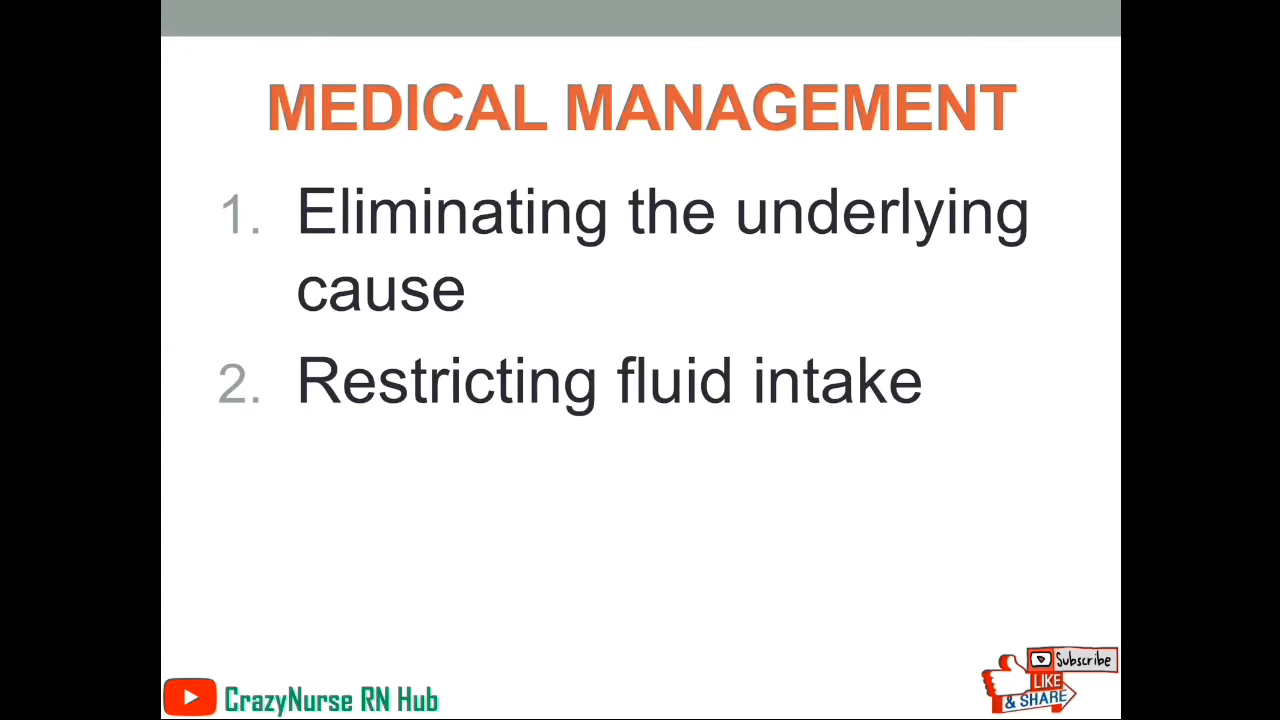 MEDICAL MANAGEMENT
1. Eliminating the underlying
cause
2. Restricting fluid intake
Subscribe
LIKE
& SHARE
CrazyNurse RN Hub